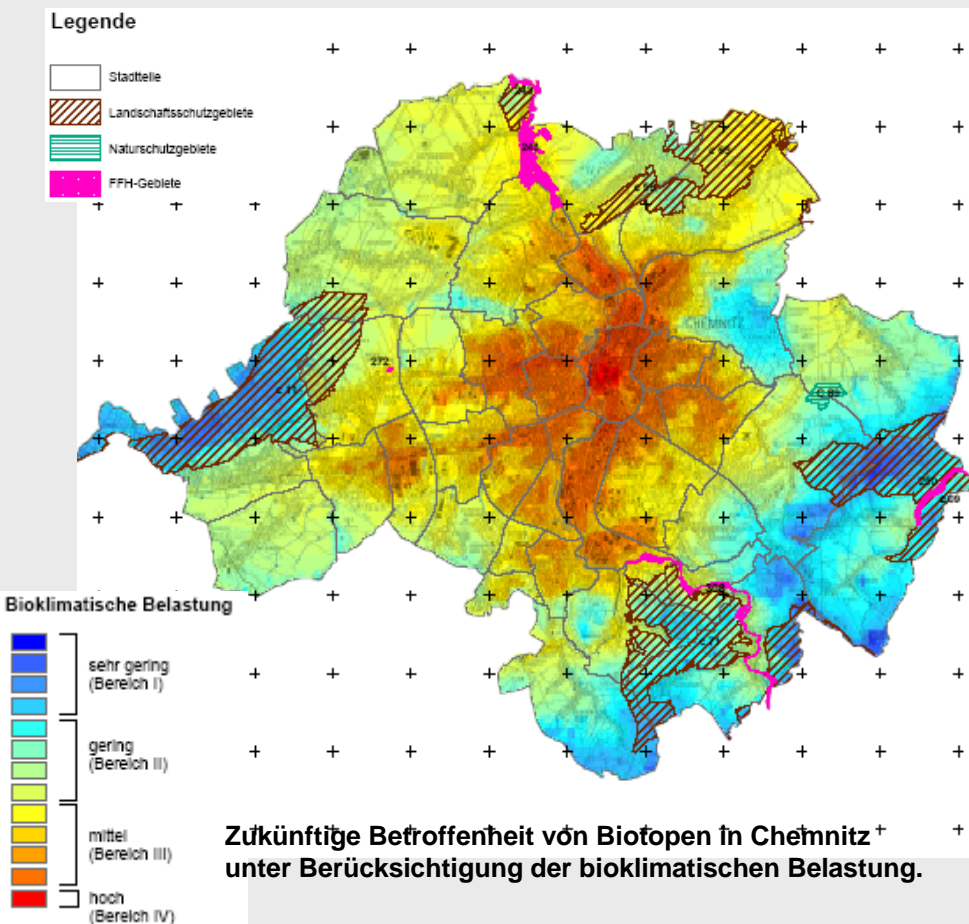 Legende
Stadtteile
Landschaftsschutzgebiete
Naturschutzgebiete
FFH-Gebiete
CHEMNITZ
272
Bioklimatische Belastung
sehr gering
(Bereich I)
gering
(Bereich II)
mittel
(Bereich III)
hoch
(Bereich IV)
Zukünftige Betroffenheit von Biotopen in Chemnitz
unter Berücksichtigung der bioklimatischen Belastung.